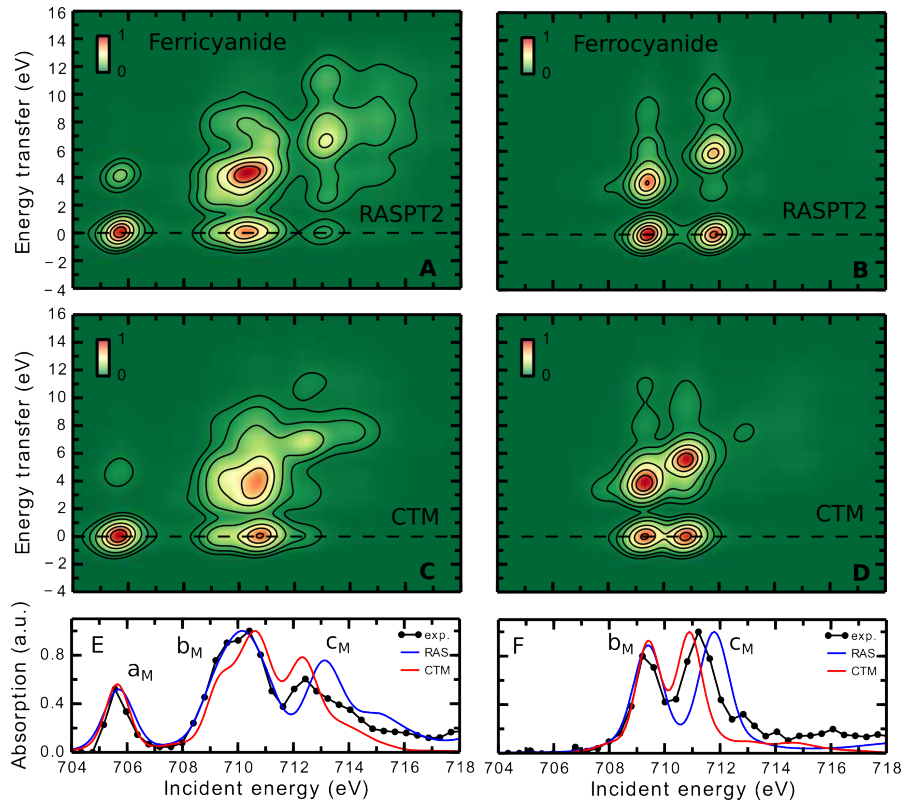 16
14
12
10
8
6
4
2
0
−2
−4
Energy transfer (eV)
1
0
Ferricyanide
RASPT2
A
1
0
Ferrocyanide
RASPT2
B
16
14
12
10
8
6
4
2
0
−2
−4
Energy transfer (eV)
1
0
CTM
C
1
0
CTM
D
Absorption (a.u.)
0.8
0.4
0.0
E
a_M
b_M
c_M
exp.
RAS
CTM
704 706 708 710 712 714 716 718
Incident energy (eV)
F
b_M
c_M
exp.
RAS
CTM
704 706 708 710 712 714 716 718
Incident energy (eV)